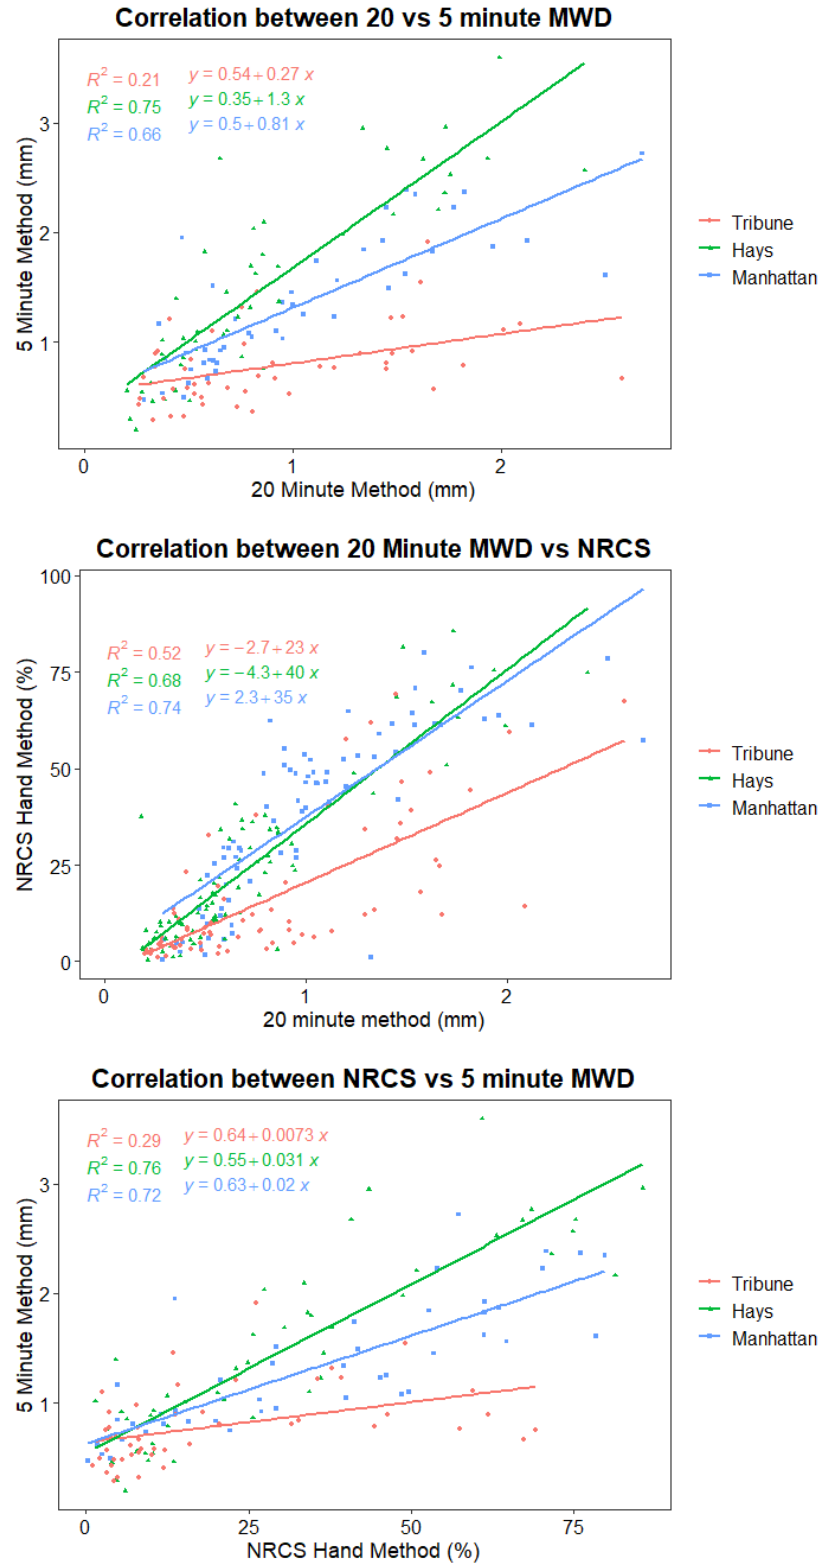 Correlation between 20 vs 5 minute MWD
R² = 0.21 y = 0.54+0.27 x
R² = 0.75 y = 0.35+1.3 x
R² = 0.66 y = 0.5+0.81 x
3
2
1
5 Minute Method (mm)
0 1 2
20 Minute Method (mm)
Tribune
Hays
Manhattan
Correlation between 20 Minute MWD vs NRCS
R² = 0.52 y = −2.7+23 x
R² = 0.68 y = −4.3+40 x
R² = 0.74 y = 2.3+35 x
100
75
50
25
0
NRCS Hand Method (%)
0 1 2
20 minute method (mm)
Tribune
Hays
Manhattan
Correlation between NRCS vs 5 minute MWD
R² = 0.29 y = 0.64+0.0073 x
R² = 0.76 y = 0.55+0.031 x
R² = 0.72 y = 0.63+0.02 x
3
2
1
5 Minute Method (mm)
0 25 50 75
NRCS Hand Method (%)
Tribune
Hays
Manhattan